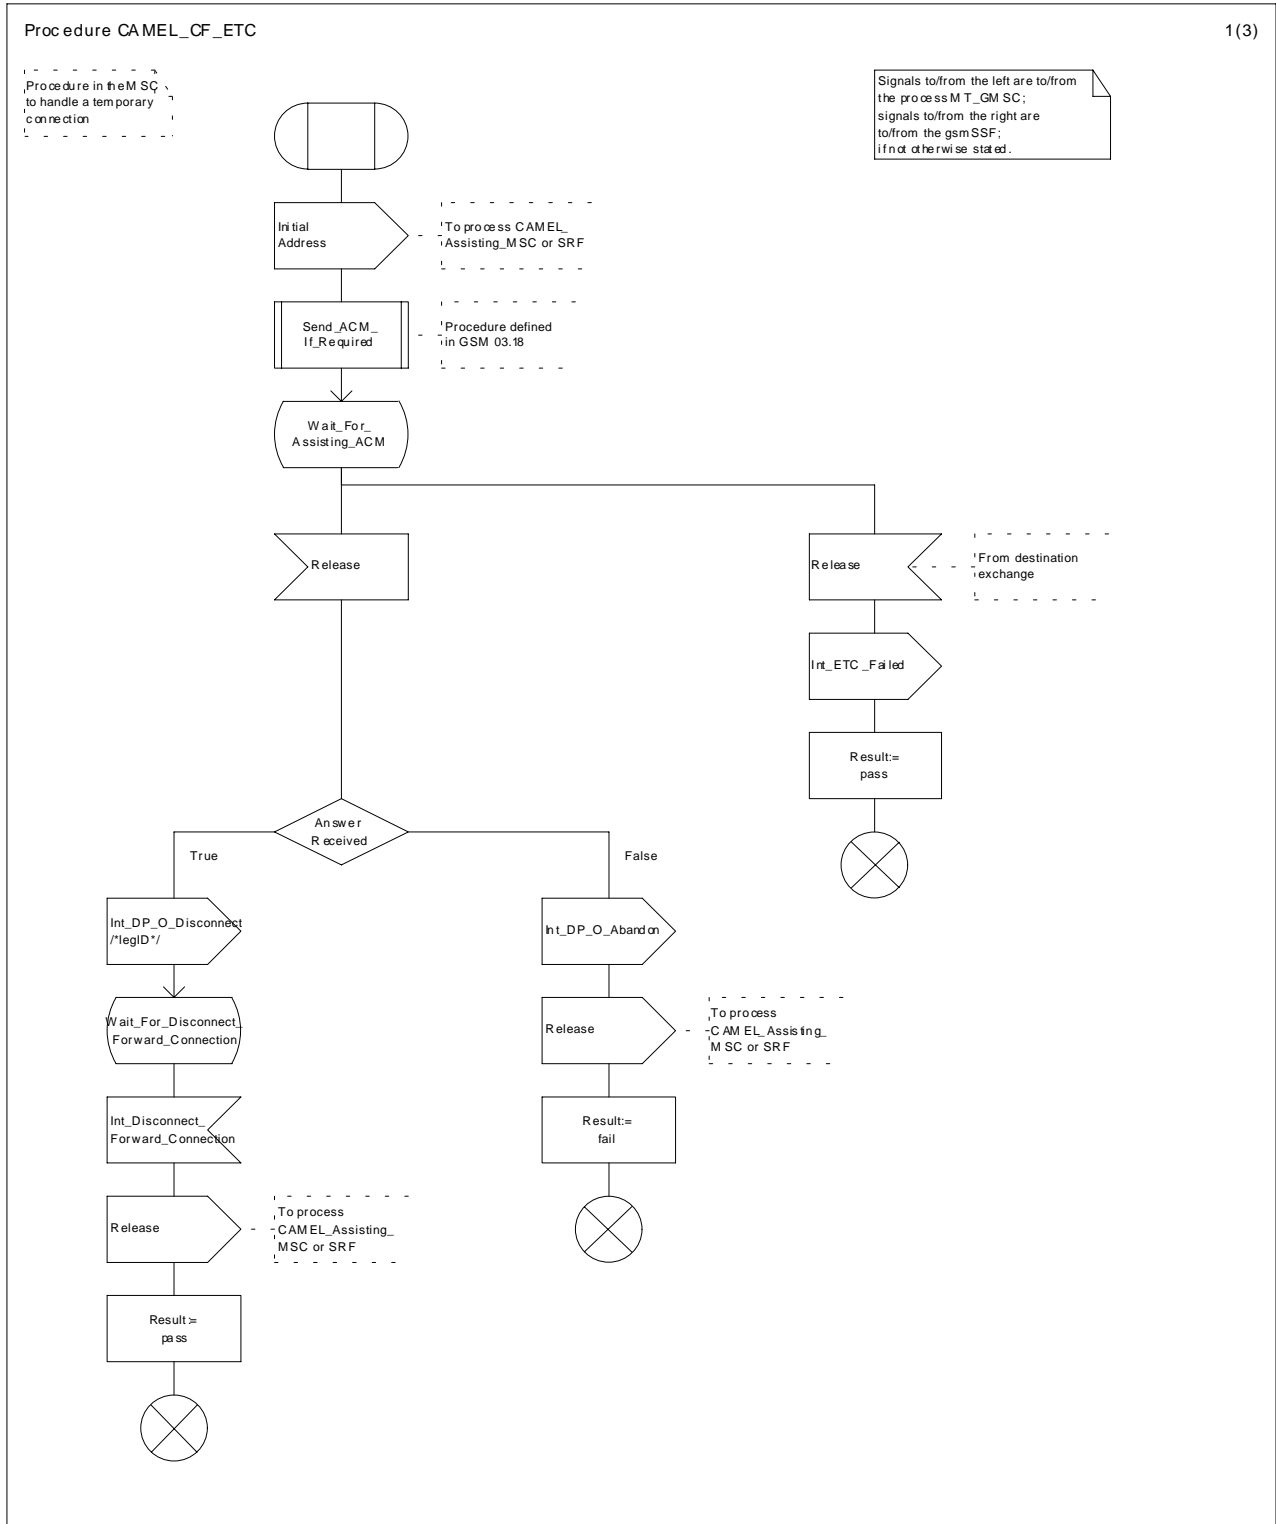 Procedure CAMEL_CF_ETC
1(3)
Procedure in the MSC
to handle a temporary
connection
Signals to/from the left are to/from
the process MT_GMSC;
signals to/from the right are
to/from the gsmSSF;
if not otherwise stated.
Initial
Address
To process CAMEL_
Assisting_MSC or SRF
Send_ACM_
If_Required
Procedure defined
in GSM 03.18
Wait_For_
Assisting_ACM
Release
Release
From destination
exchange
Int_ETC_Failed
Result:=
pass
Answer
Received
True
False
Int_DP_O_Disconnect
/*legID*/
Int_DP_O_Abandon
Wait_For_Disconnect_
Forward_Connection
Release
To process
CAMEL_Assisting_
MSC or SRF
Int_Disconnect_
Forward_Connection
Result:=
fail
Release
To process
CAMEL_Assisting_
MSC or SRF
Result:=
pass